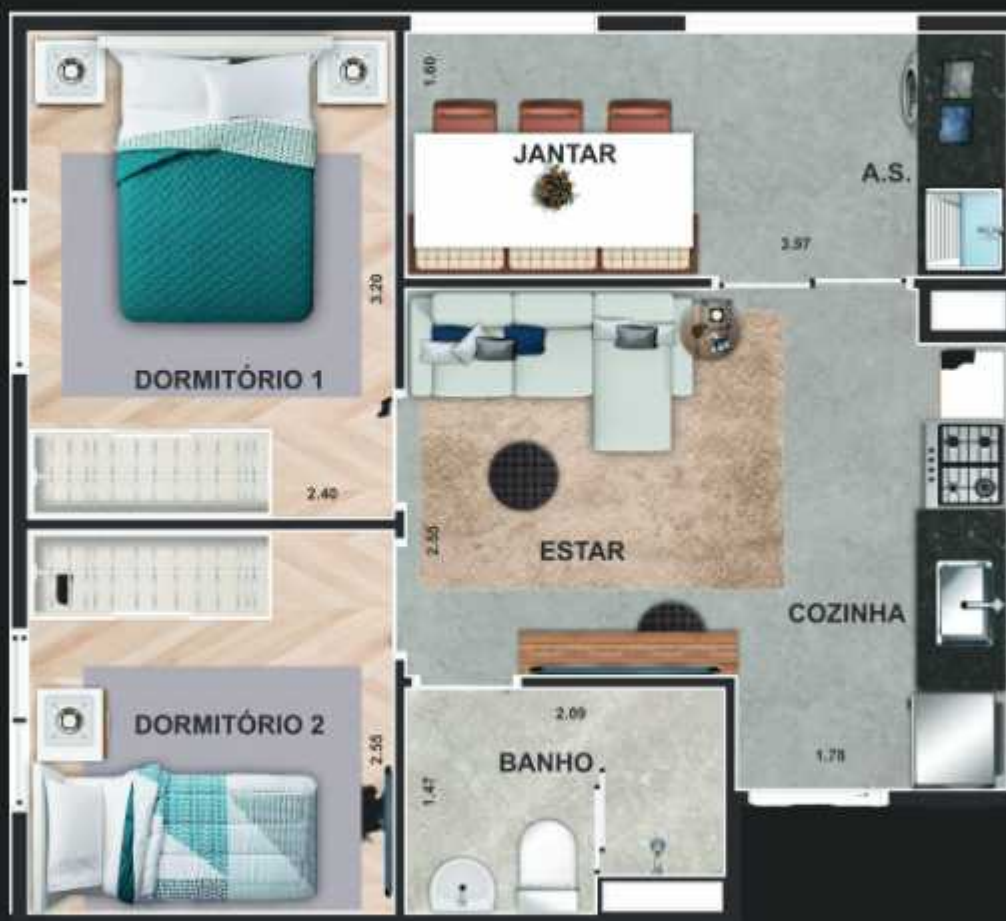 1.60
JANTAR
A.S.
3.97
3.20
DORMITÓRIO 1
2.40
2.55
ESTAR
COZINHA
DORMITÓRIO 2
2.55
2.09
BANHO
1.47
1.78